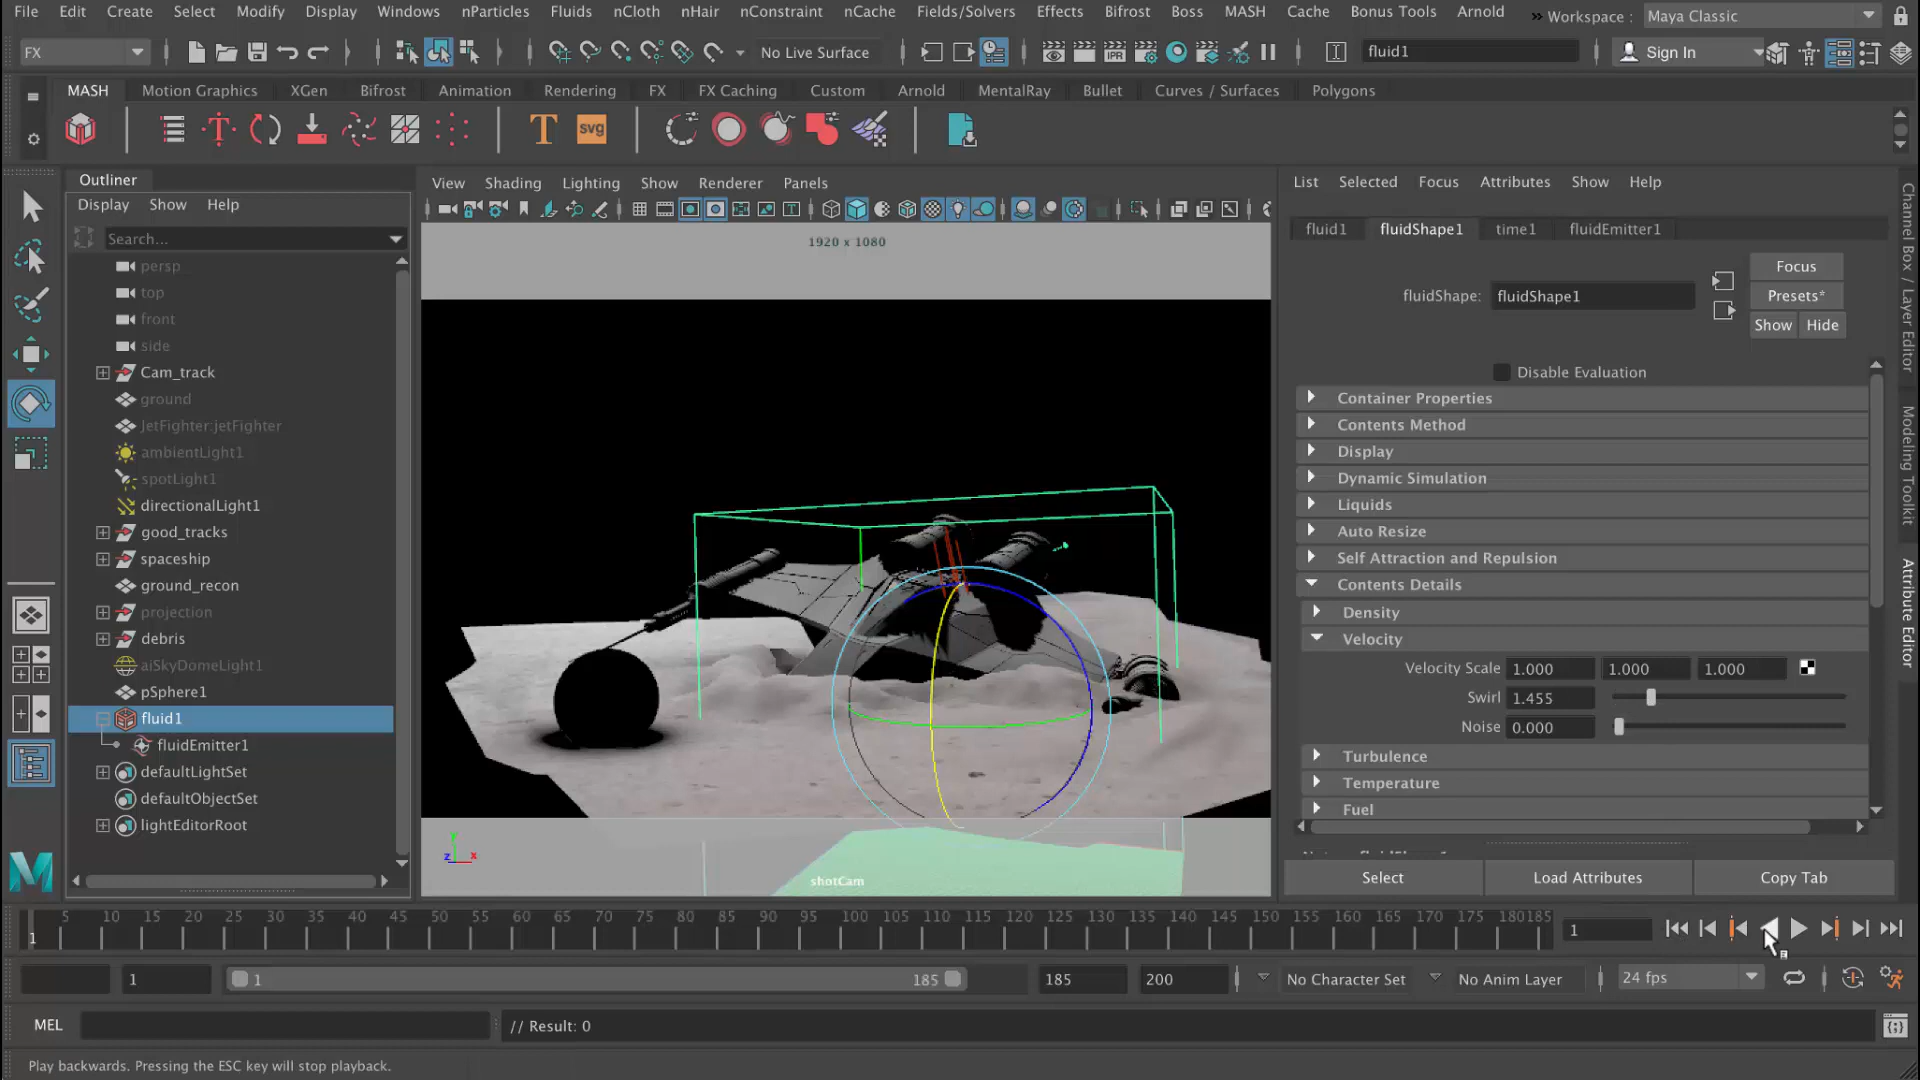 File Edit Create Select Modify Display Windows nParticles Fluids nCloth nHair nConstraint nCache Fields/Solvers Effects Bifrost Boss MASH Cache Bonus Tools Arnold » Workspace : Maya Classic
FX No Live Surface fluid1 Sign In
MASH Motion Graphics XGen Bifrost Animation Rendering FX FX Caching Custom Arnold MentalRay Bullet Curves / Surfaces Polygons
T svg
Outliner
Display Show Help
Search...
persp
top
front
side
Cam_track
ground
JetFighter:jetFighter
ambientLight1
spotLight1
directionalLight1
good_tracks
spaceship
ground_recon
projection
debris
aiSkyDomeLight1
pSphere1
fluid1
fluidEmitter1
defaultLightSet
defaultObjectSet
lightEditorRoot
View Shading Lighting Show Renderer Panels
1920 x 1080
y
z x
shotCam
List Selected Focus Attributes Show Help
fluid1 fluidShape1 time1 fluidEmitter1
Focus
fluidShape: fluidShape1 Presets*
Show Hide
Disable Evaluation
Container Properties
Contents Method
Display
Dynamic Simulation
Liquids
Auto Resize
Self Attraction and Repulsion
Contents Details
Density
Velocity
Velocity Scale 1.000 1.000 1.000
Swirl 1.455
Noise 0.000
Turbulence
Temperature
Fuel
Select Load Attributes Copy Tab
Channel Box / Layer Editor
Modeling Toolkit
Attribute Editor
5 10 15 20 25 30 35 40 45 50 55 60 65 70 75 80 85 90 95 100 105 110 115 120 125 130 135 140 145 150 155 160 165 170 175 180 185
1 1
1 1 185 185 200 No Character Set No Anim Layer 24 fps
MEL // Result: 0
Play backwards. Pressing the ESC key will stop playback.